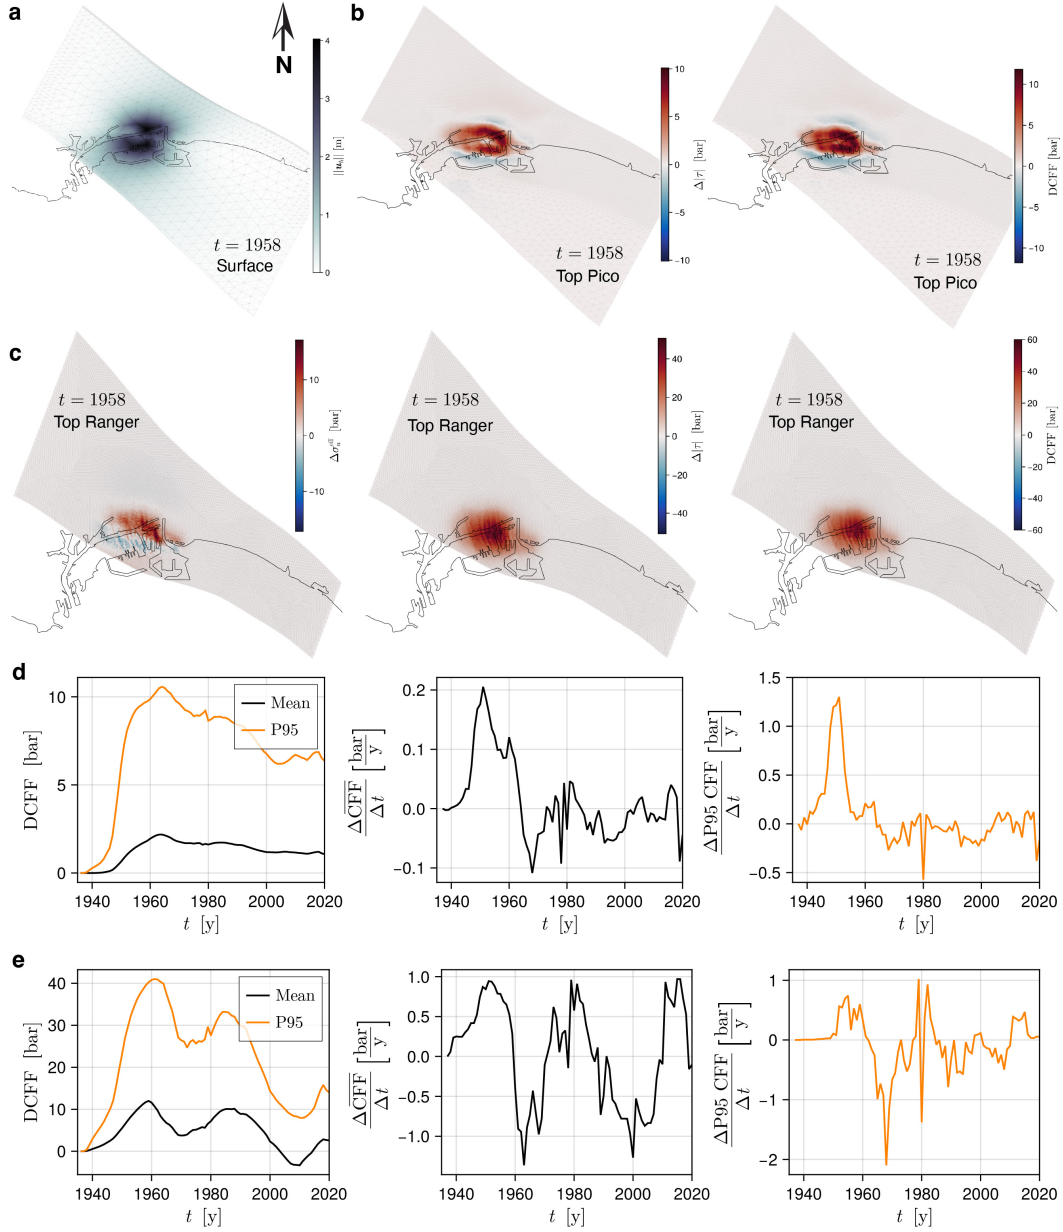 a
N
4
3
2
1
0
||u_h|| [m]
t = 1958
Surface
b
10
5
0
−5
−10
Δ|τ| [bar]
t = 1958
Top Pico
10
5
0
−5
−10
DCFF [bar]
t = 1958
Top Pico
c
t = 1958
Top Ranger
10
0
−10
[bar]
t = 1958
Top Ranger
40
20
0
−20
−40
Δ|τ| [bar]
t = 1958
Top Ranger
60
40
20
0
−20
−40
−60
DCFF [bar]
d
DCFF [bar]
10
5
0
Mean
P95
1940 1960 1980 2000 2020
t [y]
ΔCFF/Δt [bar/y]
0.2
0.1
0.0
−0.1
1940 1960 1980 2000 2020
t [y]
ΔP95 CFF/Δt [bar/y]
1.5
1.0
0.5
0.0
−0.5
1940 1960 1980 2000 2020
t [y]
e
DCFF [bar]
40
30
20
10
0
Mean
P95
1940 1960 1980 2000 2020
t [y]
ΔCFF/Δt [bar/y]
1.0
0.5
0.0
−0.5
−1.0
1940 1960 1980 2000 2020
t [y]
ΔP95 CFF/Δt [bar/y]
1
0
−1
−2
1940 1960 1980 2000 2020
t [y]